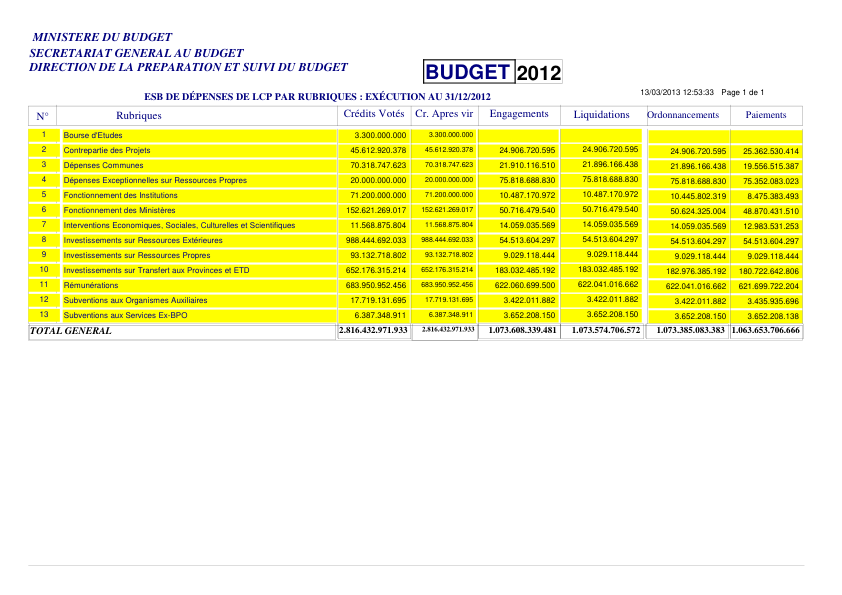 MINISTERE DU BUDGET
SECRETARIAT GENERAL AU BUDGET
DIRECTION DE LA PREPARATION ET SUIVI DU BUDGET
BUDGET 2012
13/03/2013 12:53:33 Page 1 de 1
ESB DE DÉPENSES DE LCP PAR RUBRIQUES : EXÉCUTION AU 31/12/2012
N° Rubriques Crédits Votés Cr. Apres vir Engagements Liquidations Ordonnancements Paiements
1 Bourse d'Etudes 3.300.000.000 3.300.000.000
2 Contrepartie des Projets 45.612.920.378 45.612.920.378 24.906.720.595 24.906.720.595 24.906.720.595 25.362.530.414
3 Dépenses Communes 70.318.747.623 70.318.747.623 21.910.116.510 21.896.166.438 21.896.166.438 19.556.515.387
4 Dépenses Exceptionnelles sur Ressources Propres 20.000.000.000 20.000.000.000 75.818.688.830 75.818.688.830 75.818.688.830 75.352.083.023
5 Fonctionnement des Institutions 71.200.000.000 71.200.000.000 10.487.170.972 10.487.170.972 10.445.802.319 8.475.383.493
6 Fonctionnement des Ministères 152.621.269.017 152.621.269.017 50.716.479.540 50.716.479.540 50.624.325.004 48.870.431.510
7 Interventions Economiques, Sociales, Culturelles et Scientifiques 11.568.875.804 11.568.875.804 14.059.035.569 14.059.035.569 14.059.035.569 12.983.531.253
8 Investissements sur Ressources Extérieures 988.444.692.033 988.444.692.033 54.513.604.297 54.513.604.297 54.513.604.297 54.513.604.297
9 Investissements sur Ressources Propres 93.132.718.802 93.132.718.802 9.029.118.444 9.029.118.444 9.029.118.444 9.029.118.444
10 Investissements sur Transfert aux Provinces et ETD 652.176.315.214 652.176.315.214 183.032.485.192 183.032.485.192 182.976.385.192 180.722.642.806
11 Rémunérations 683.950.952.456 683.950.952.456 622.060.699.500 622.041.016.662 622.041.016.662 621.699.722.204
12 Subventions aux Organismes Auxiliaires 17.719.131.695 17.719.131.695 3.422.011.882 3.422.011.882 3.422.011.882 3.435.935.696
13 Subventions aux Services Ex-BPO 6.387.348.911 6.387.348.911 3.652.208.150 3.652.208.150 3.652.208.150 3.652.208.138
TOTAL GENERAL 2.816.432.971.933 2.816.432.971.933 1.073.608.339.481 1.073.574.706.572 1.073.385.083.383 1.063.653.706.666